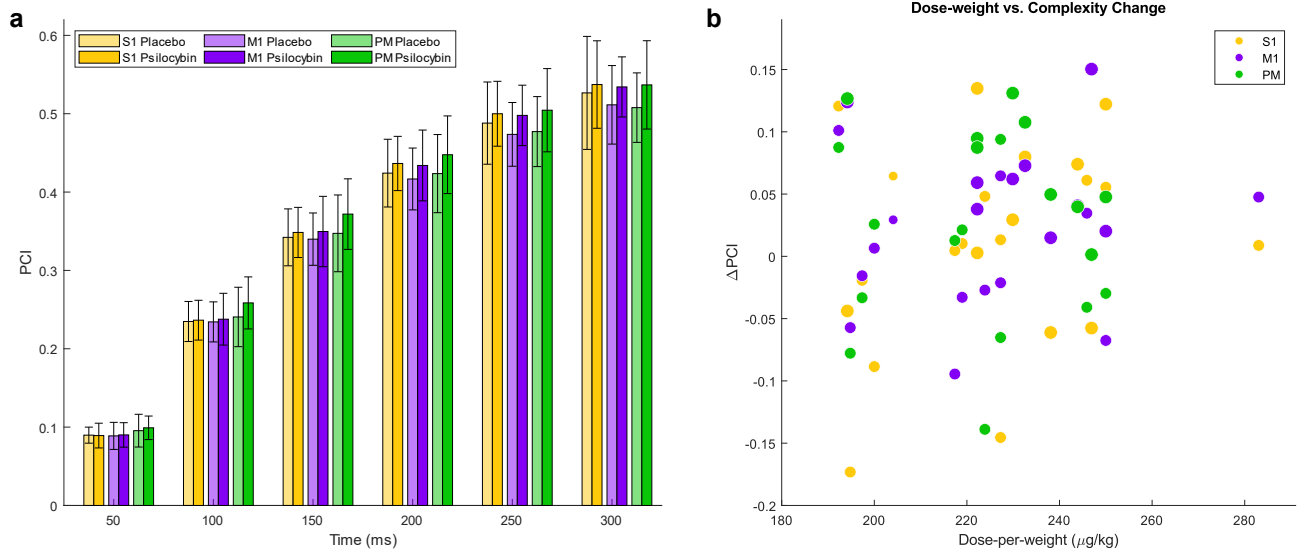 a
S1 Placebo M1 Placebo PM Placebo
S1 Psilocybin M1 Psilocybin PM Psilocybin
PCI
0.6
0.5
0.4
0.3
0.2
0.1
0
50 100 150 200 250 300
Time (ms)
b
Dose-weight vs. Complexity Change
S1
M1
PM
ΔPCI
0.15
0.1
0.05
0
-0.05
-0.1
-0.15
-0.2
180 200 220 240 260 280
Dose-per-weight (μg/kg)